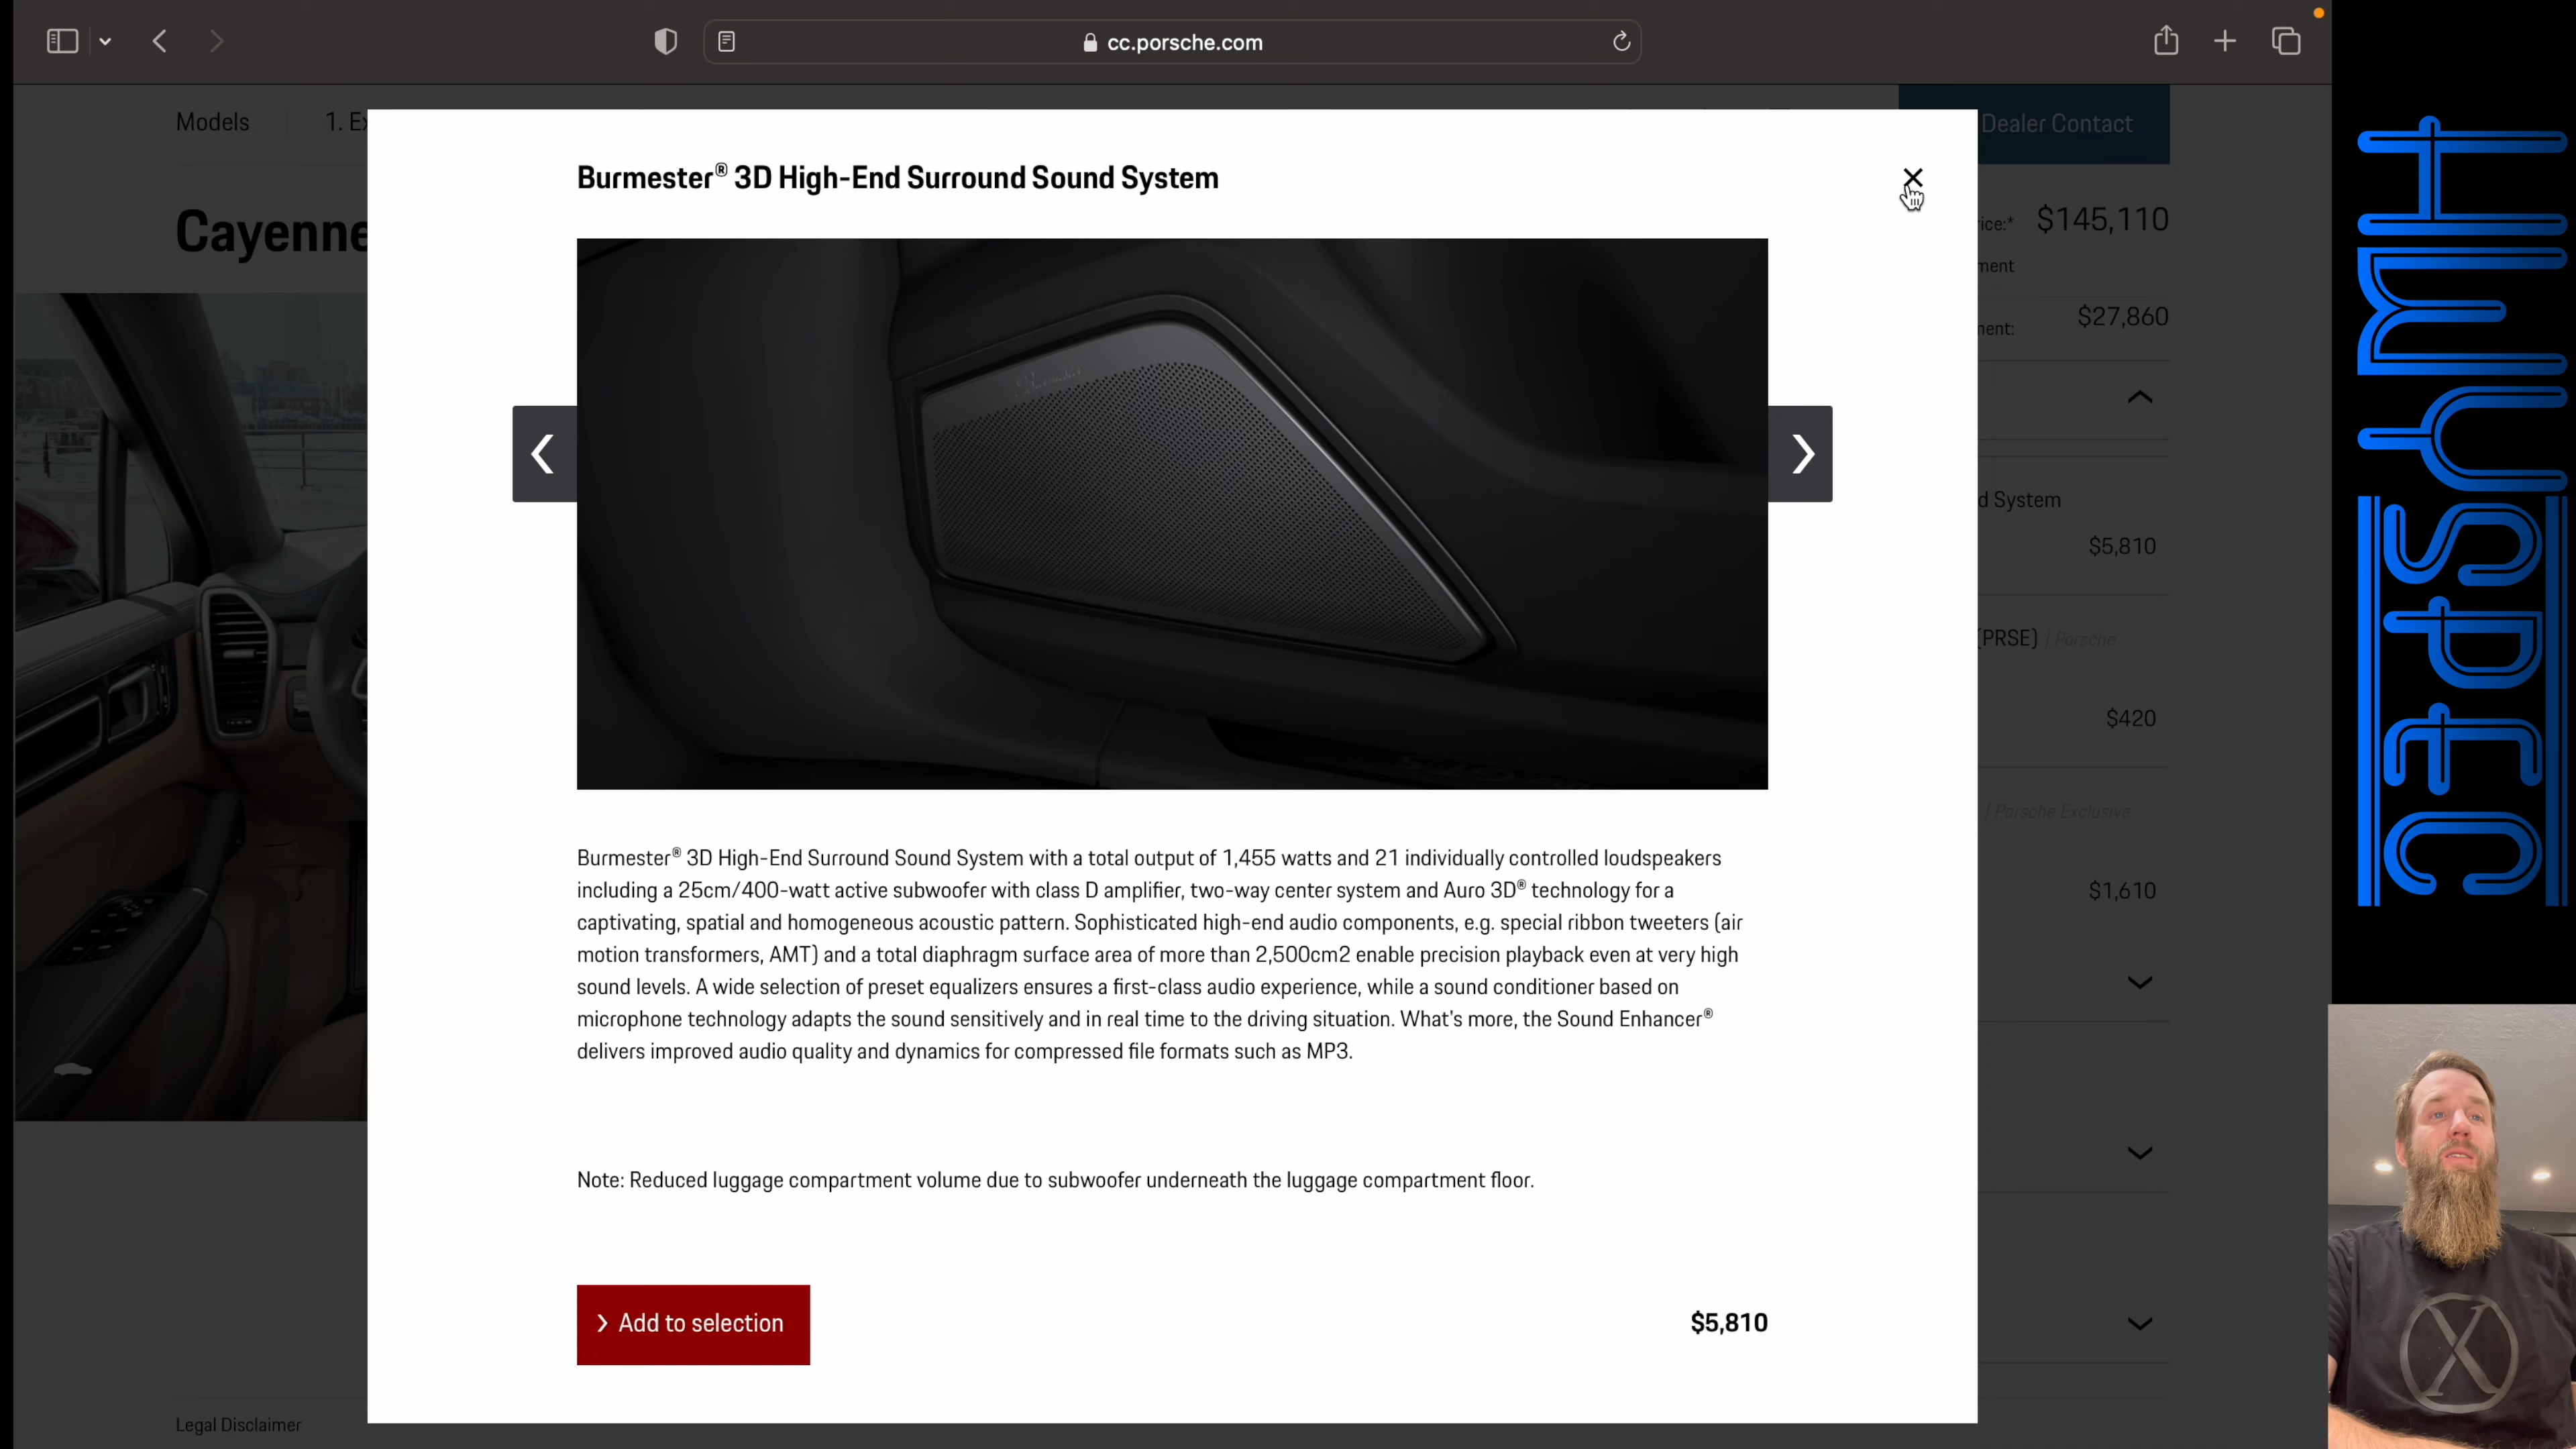 cc.porsche.com
Models
1. Ex
Dealer Contact
Burmester® 3D High-End Surround Sound System
Cayenne
ice:* $145,110
ment
ment: $27,860
Burmester
d System
$5,810
(PRSE) | Porsche
$420
| Porsche Exclusive
$1,610
Burmester® 3D High-End Surround Sound System with a total output of 1,455 watts and 21 individually controlled loudspeakers
including a 25cm/400-watt active subwoofer with class D amplifier, two-way center system and Auro 3D® technology for a
captivating, spatial and homogeneous acoustic pattern. Sophisticated high-end audio components, e.g. special ribbon tweeters (air
motion transformers, AMT) and a total diaphragm surface area of more than 2,500cm2 enable precision playback even at very high
sound levels. A wide selection of preset equalizers ensures a first-class audio experience, while a sound conditioner based on
microphone technology adapts the sound sensitively and in real time to the driving situation. What's more, the Sound Enhancer®
delivers improved audio quality and dynamics for compressed file formats such as MP3.
Note: Reduced luggage compartment volume due to subwoofer underneath the luggage compartment floor.
Add to selection
$5,810
Legal Disclaimer
HWYSPEC
X